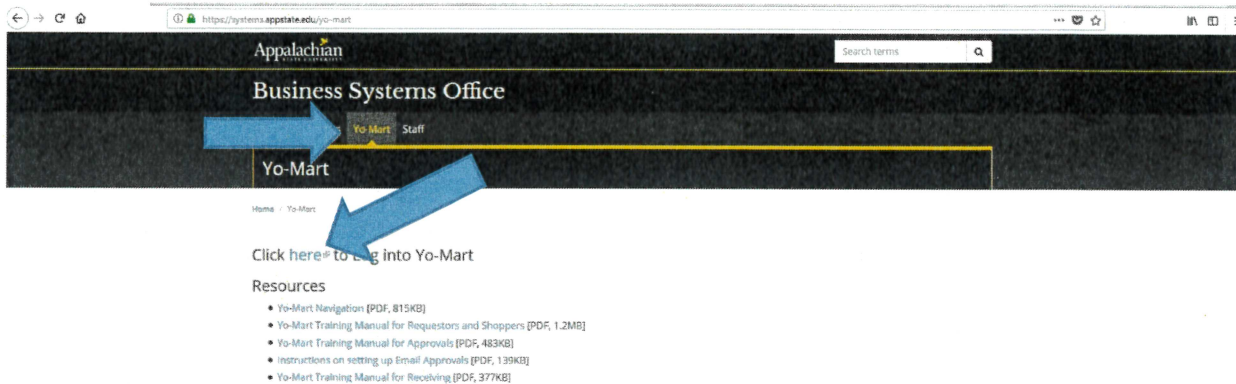 https://systems.appstate.edu/yo-mart
Appalachian
STATE UNIVERSITY
Search terms
Business Systems Office
Yo-Mart Staff
Yo-Mart
Home / Yo-Mart
Click here to Log into Yo-Mart
Resources
• Yo-Mart Navigation [PDF, 815KB]
• Yo-Mart Training Manual for Requestors and Shoppers [PDF, 1.2MB]
• Yo-Mart Training Manual for Approvals [PDF, 483KB]
• Instructions on setting up Email Approvals [PDF, 139KB]
• Yo-Mart Training Manual for Receiving [PDF, 377KB]